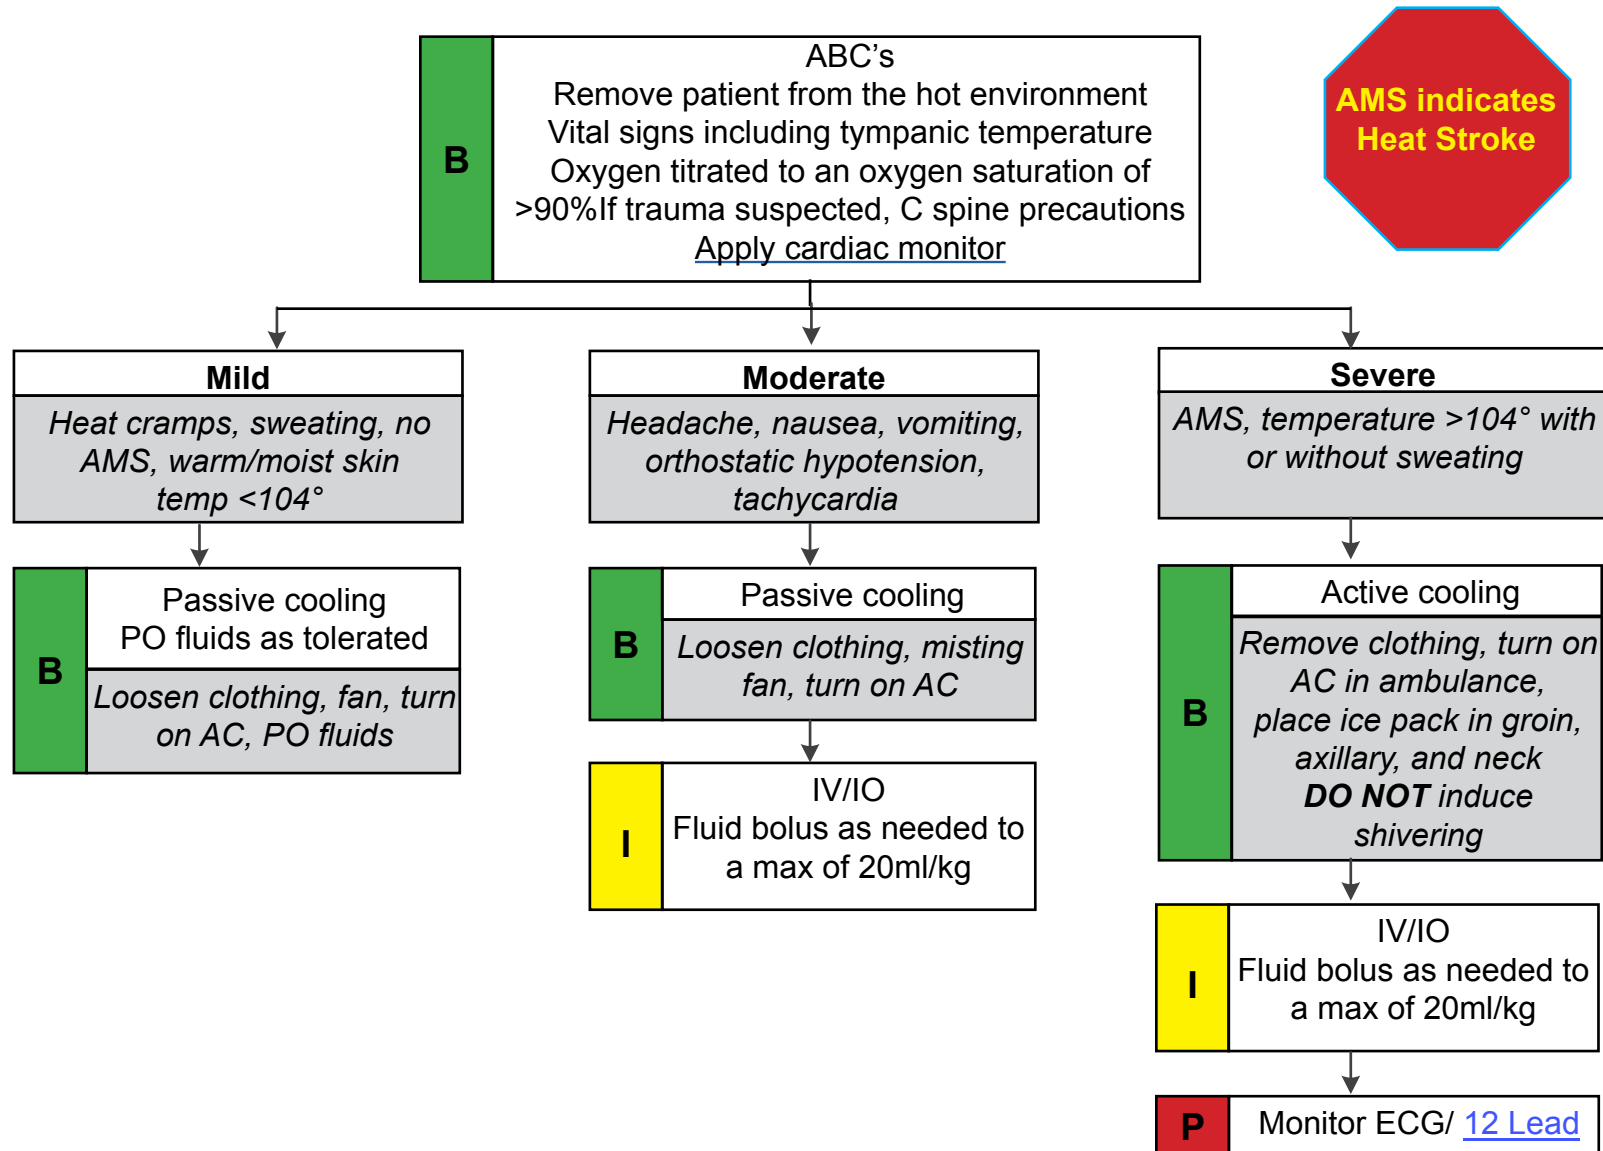 ABC's
Remove patient from the hot environment
Vital signs including tympanic temperature
Oxygen titrated to an oxygen saturation of
>90%If trauma suspected, C spine precautions
Apply cardiac monitor
B
AMS indicates
Heat Stroke
Mild
Heat cramps, sweating, no
AMS, warm/moist skin
temp <104°
B
Passive cooling
PO fluids as tolerated
Loosen clothing, fan, turn
on AC, PO fluids
Moderate
Headache, nausea, vomiting,
orthostatic hypotension,
tachycardia
B
Passive cooling
Loosen clothing, misting
fan, turn on AC
I
IV/IO
Fluid bolus as needed to
a max of 20ml/kg
Severe
AMS, temperature >104° with
or without sweating
B
Active cooling
Remove clothing, turn on
AC in ambulance,
place ice pack in groin,
axillary, and neck
DO NOT induce
shivering
I
IV/IO
Fluid bolus as needed to
a max of 20ml/kg
P
Monitor ECG/ 12 Lead